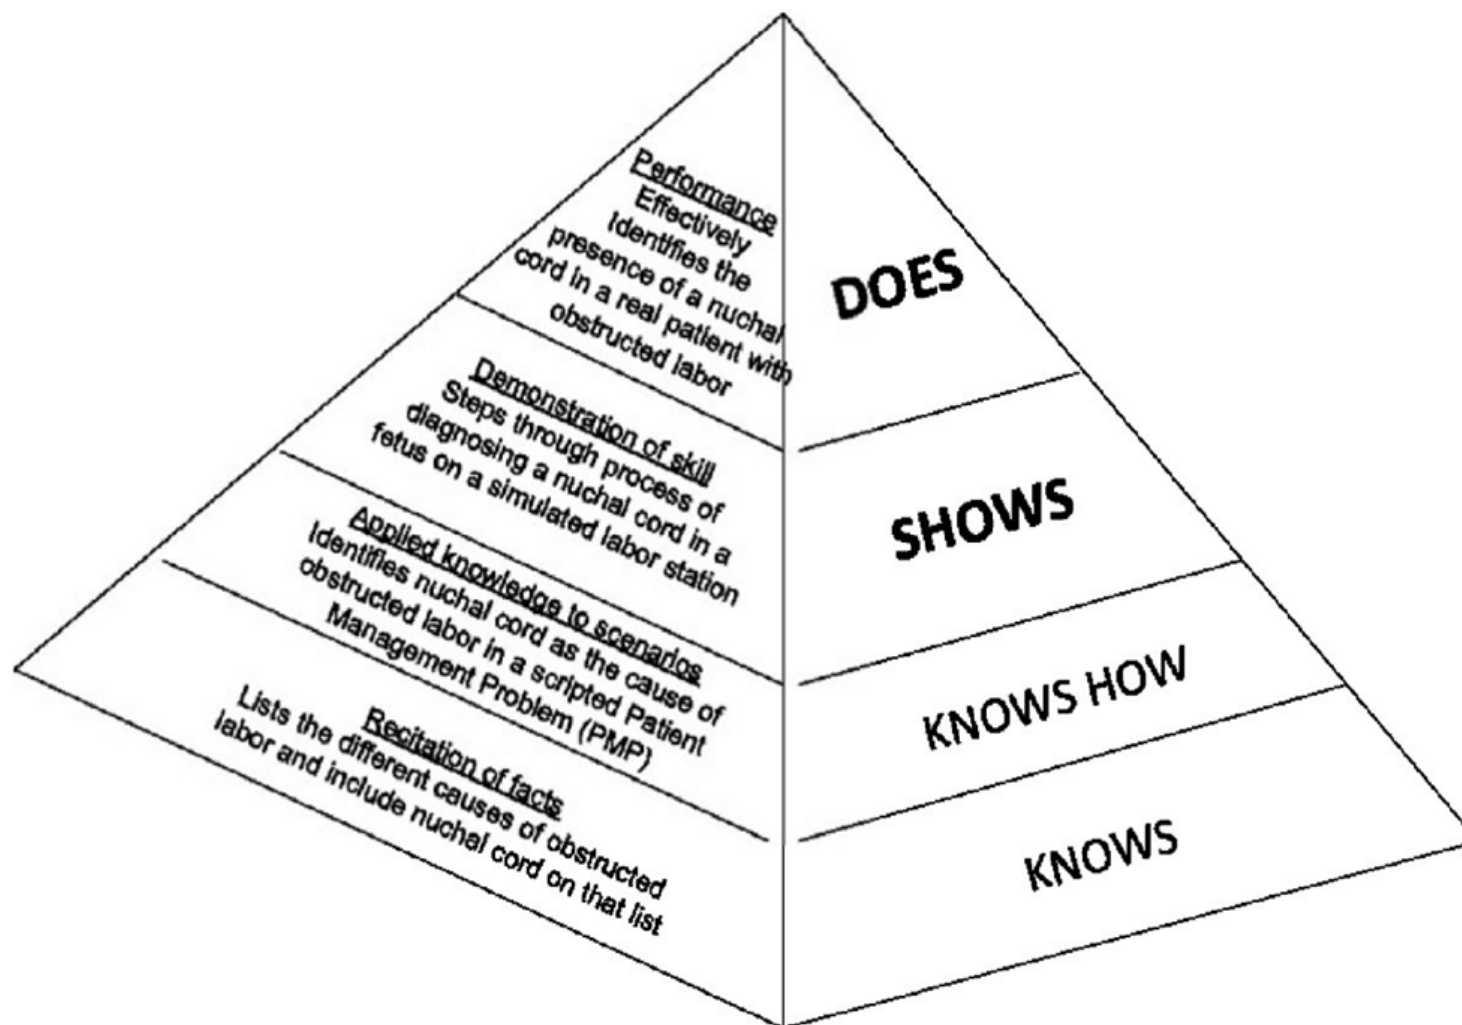 Performance
Effectively
Identifies the
presence of a nuchal
cord in a real patient with
obstructed labor
DOES
Demonstration of skill
Steps through process of
diagnosing a nuchal cord in a
fetus on a simulated labor station
SHOWS
Applied knowledge to scenarios
Identifies nuchal cord as the cause of
obstructed labor in a scripted Patient
Management Problem (PMP)
KNOWS HOW
Recitation of facts
Lists the different causes of obstructed
labor and include nuchal cord on that list
KNOWS